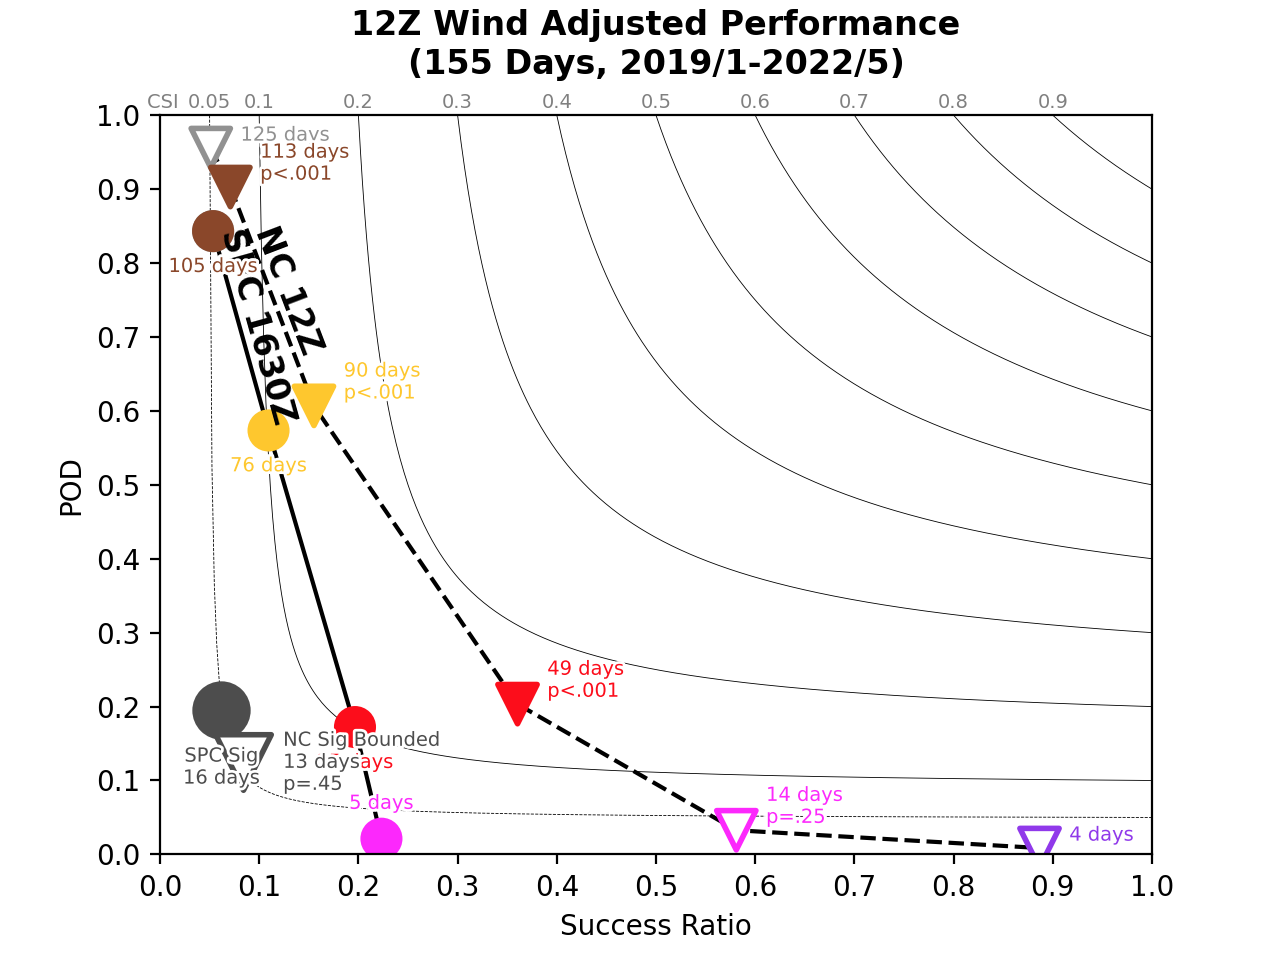 12Z Wind Adjusted Performance
(155 Days, 2019/1-2022/5)
CSI 0.05 0.1 0.2 0.3 0.4 0.5 0.6 0.7 0.8 0.9
1.0
125 days
113 days
p<.001
0.9
105 days
0.8
NC 12Z
SPC 1630Z
0.7
90 days
p<.001
0.6
76 days
0.5
POD
0.4
0.3
49 days
p<.001
0.2
NC Sig Bounded
13 days
p=.45
SPC Sig
16 days
0.1
5 days
14 days
p=.25
4 days
0.0
0.0 0.1 0.2 0.3 0.4 0.5 0.6 0.7 0.8 0.9 1.0
Success Ratio